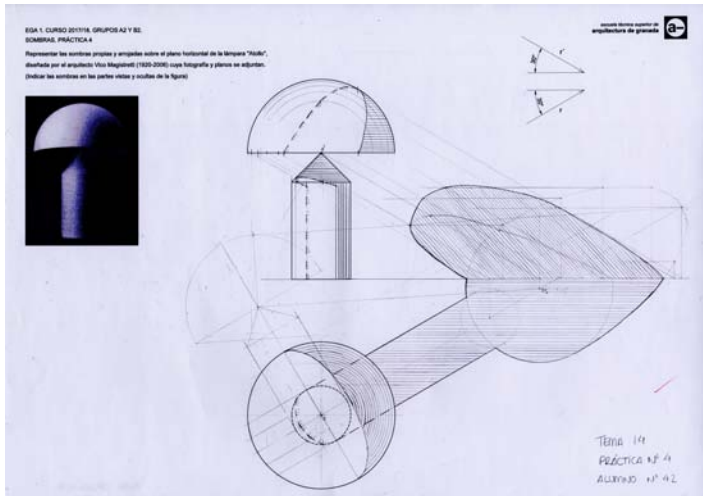 EGA 1. CURSO 2017/18. GRUPOS A2 Y B2.
SOMBRAS. PRÁCTICA 4
Representar las sombras propias y arrojadas sobre el plano horizontal de la lámpara "Atollo",
diseñada por el arquitecto Vico Magistretti (1920-2006) cuya fotografía y planos se adjuntan.
(Indicar las sombras en las partes vistas y ocultas de la figura)
escuela técnica superior de
arquitectura de granada
a-
r'
r
TEMA 14
PRÁCTICA Nº 4
ALUMNO Nº 42